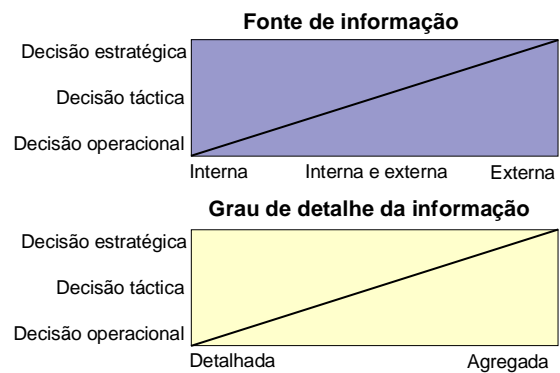 Fonte de informação
Decisão estratégica
Decisão táctica
Decisão operacional
Interna Interna e externa Externa
Grau de detalhe da informação
Decisão estratégica
Decisão táctica
Decisão operacional
Detalhada Agregada